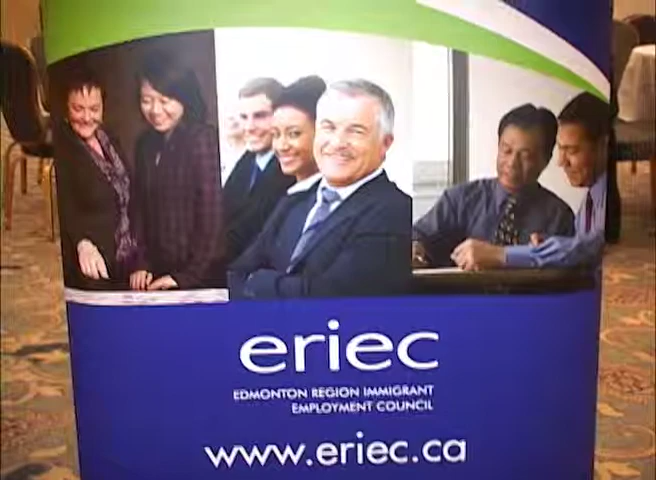 eriec
EDMONTON REGION IMMIGRANT
EMPLOYMENT COUNCIL
www.eriec.ca